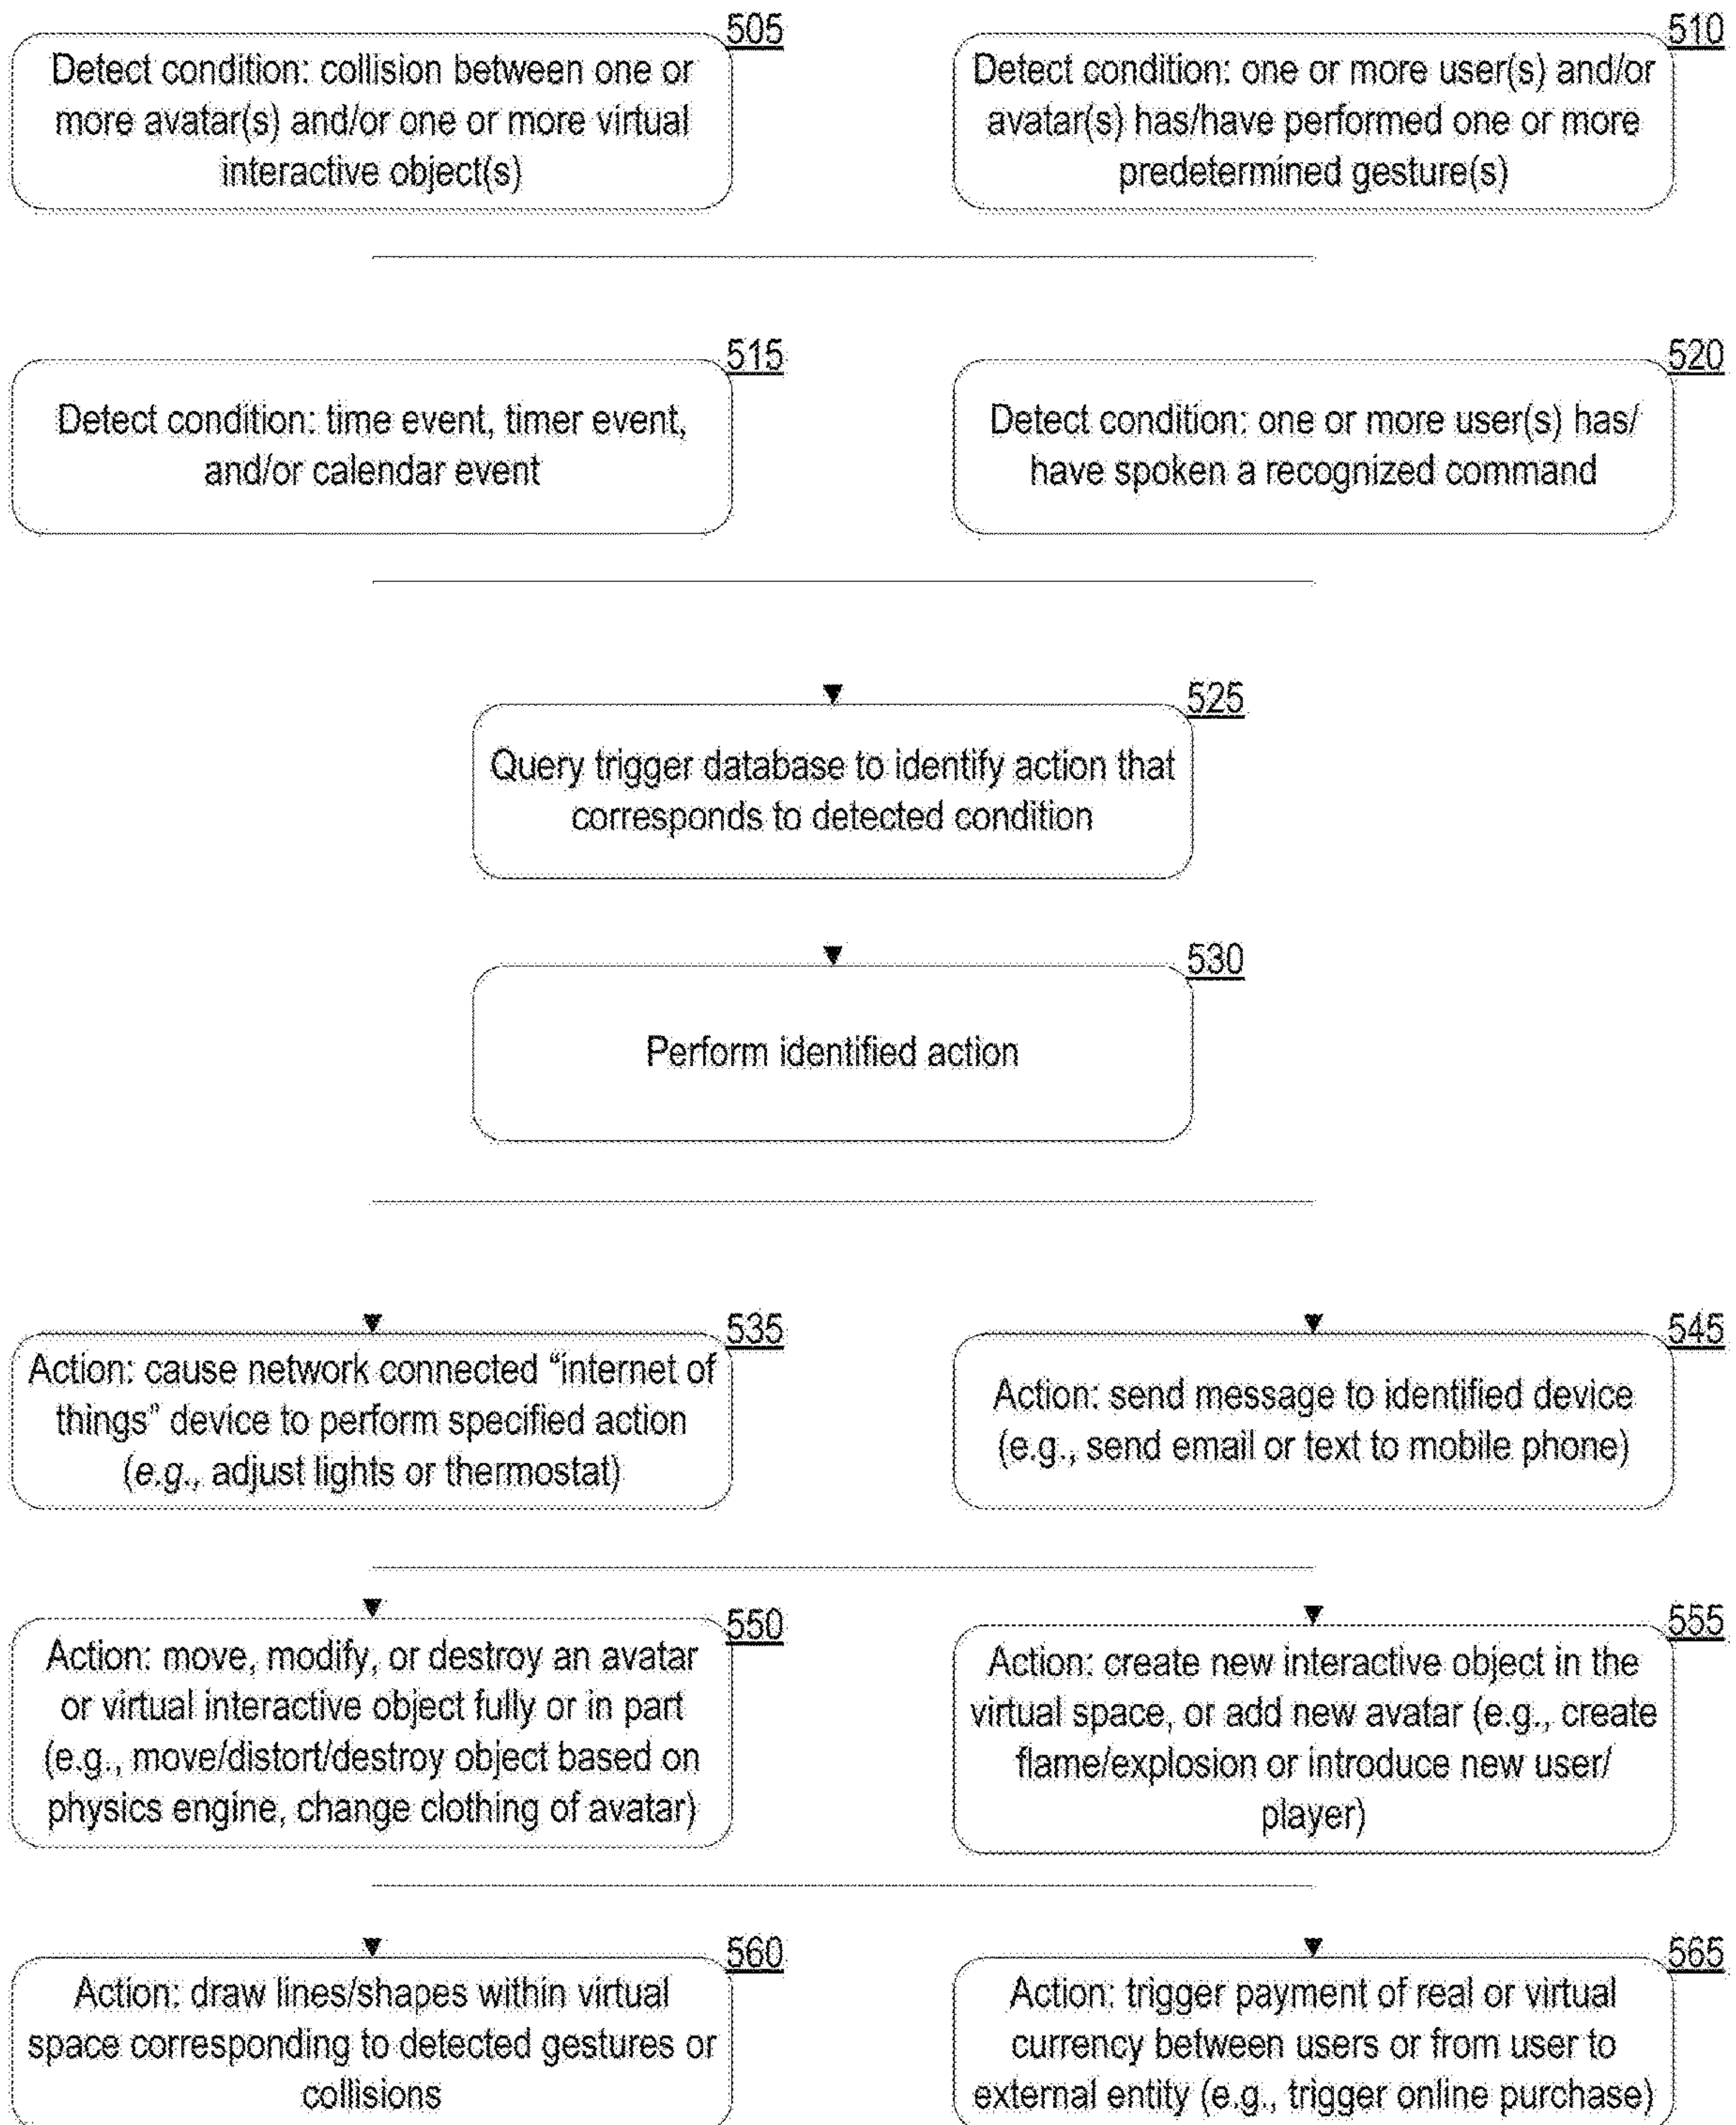 505
Detect condition: collision between one or
more avatar(s) and/or one or more virtual
interactive object(s)
510
Detect condition: one or more user(s) and/or
avatar(s) has/have performed one or more
predetermined gesture(s)
515
Detect condition: time event, timer event,
and/or calendar event
520
Detect condition: one or more user(s) has/
have spoken a recognized command
525
Query trigger database to identify action that
corresponds to detected condition
530
Perform identified action
535
Action: cause network connected “internet of
things” device to perform specified action
(e.g., adjust lights or thermostat)
545
Action: send message to identified device
(e.g., send email or text to mobile phone)
550
Action: move, modify, or destroy an avatar
or virtual interactive object fully or in part
(e.g., move/distort/destroy object based on
physics engine, change clothing of avatar)
555
Action: create new interactive object in the
virtual space, or add new avatar (e.g., create
flame/explosion or introduce new user/
player)
560
Action: draw lines/shapes within virtual
space corresponding to detected gestures or
collisions
565
Action: trigger payment of real or virtual
currency between users or from user to
external entity (e.g., trigger online purchase)